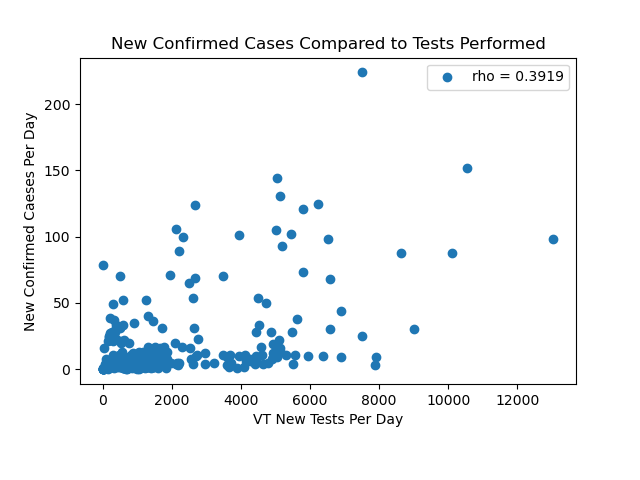 New Confirmed Cases Compared to Tests Performed
rho = 0.3919
New Confirmed Caeses Per Day
200
150
100
50
0
0 2000 4000 6000 8000 10000 12000
VT New Tests Per Day